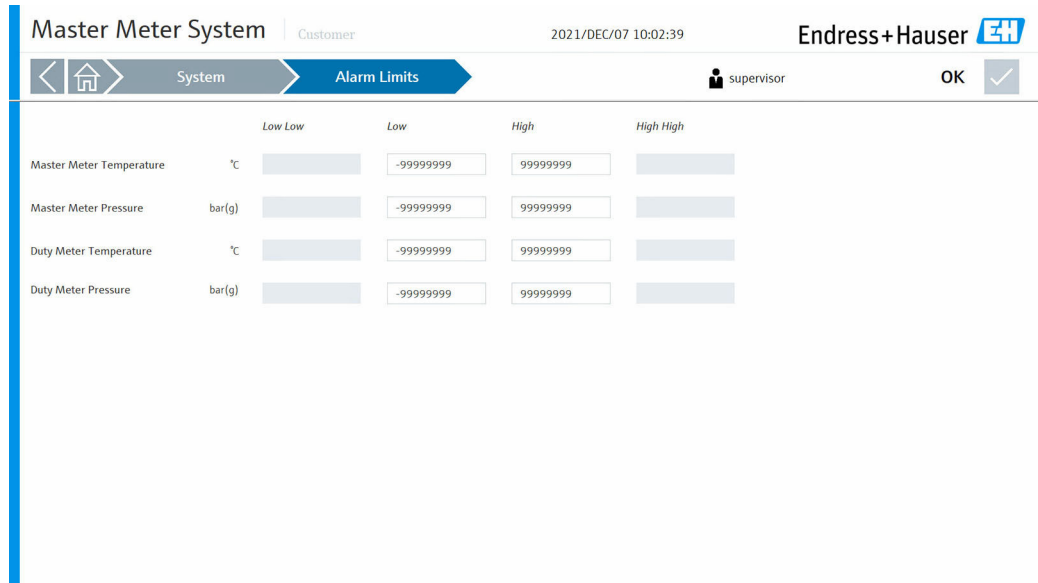 Master Meter System Customer 2021/DEC/07 10:02:39 Endress+Hauser EH
System Alarm Limits supervisor OK
Low Low Low High High High
Master Meter Temperature °C -99999999 99999999
Master Meter Pressure bar(g) -99999999 99999999
Duty Meter Temperature °C -99999999 99999999
Duty Meter Pressure bar(g) -99999999 99999999